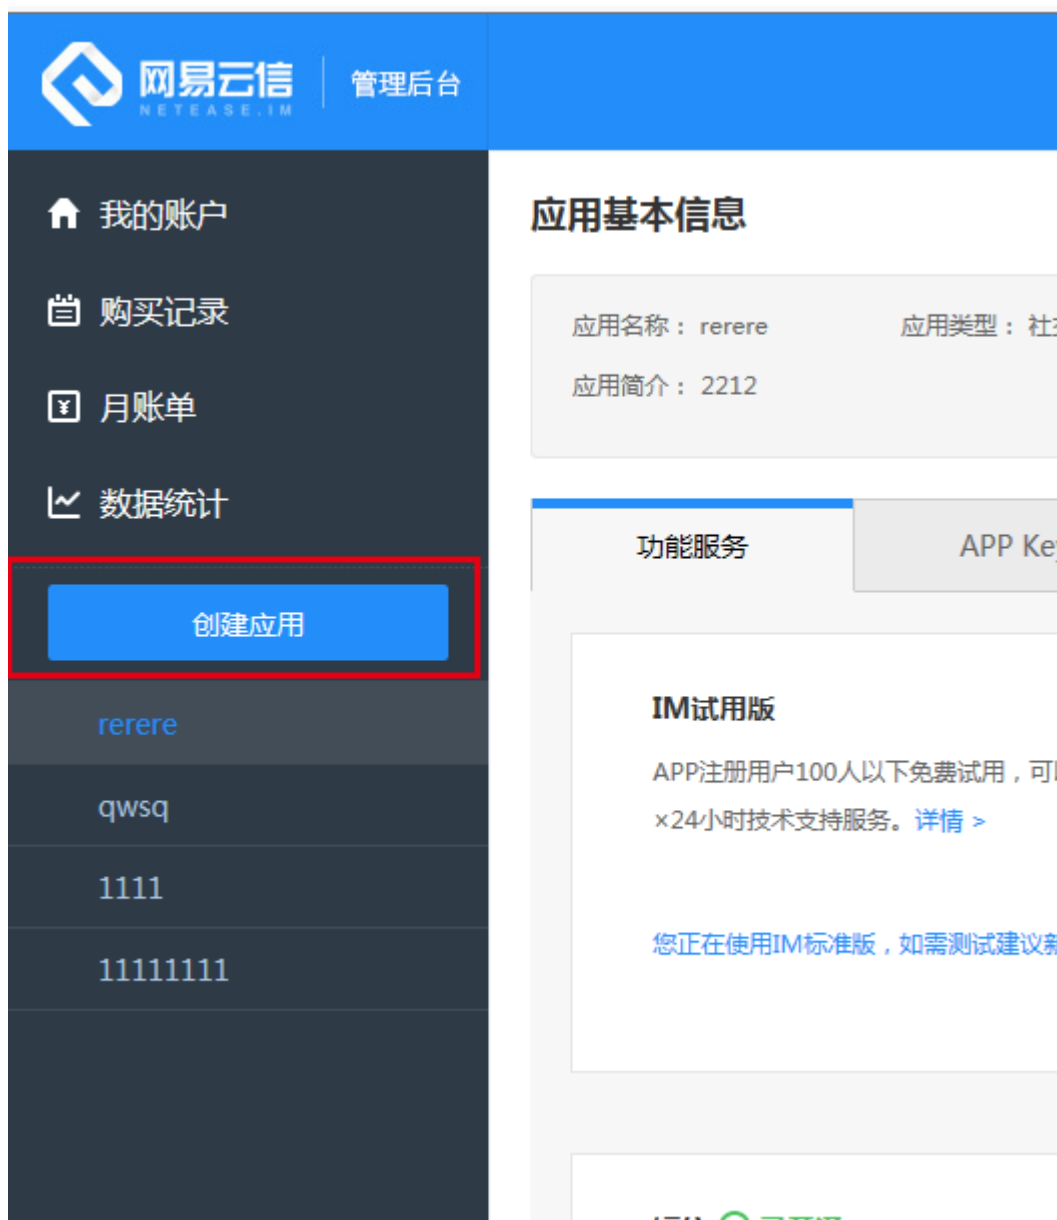 网易云信 管理后台
NETEASE.IM
我的账户
购买记录
月账单
数据统计
创建应用
rerere
qwsq
1111
11111111
应用基本信息
应用名称： rerere 应用类型： 社
应用简介： 2212
功能服务 APP Ke
IM试用版
APP注册用户100人以下免费试用，可
×24小时技术支持服务。详情 >
您正在使用IM标准版，如需测试建议